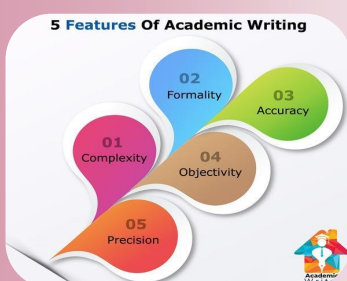 5 Features Of Academic Writing
01
Complexity
02
Formality
03
Accuracy
04
Objectivity
05
Precision
Academic